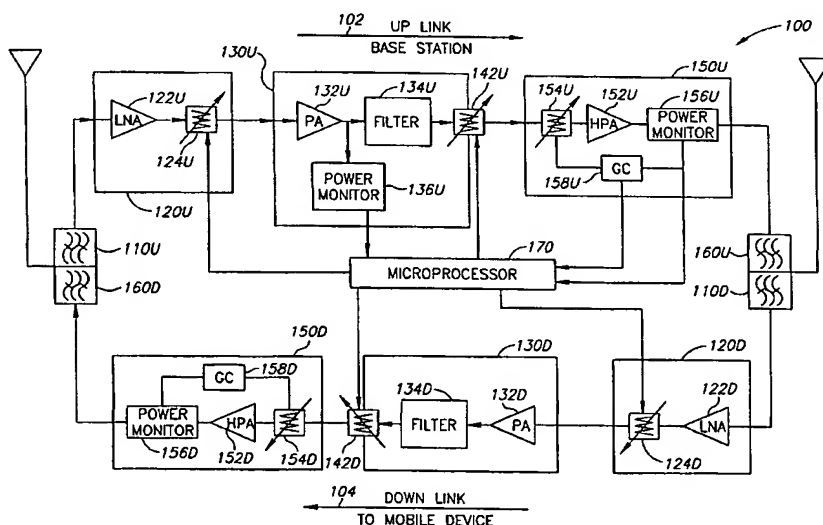 102
UP LINK
BASE STATION
100
130U
142U
150U
122U
132U
134U
154U
152U
156U
LNA
PA
FILTER
HPA
POWER
MONITOR
124U
POWER
MONITOR
136U
GC
158U
120U
110U
160D
170
MICROPROCESSOR
160U
110D
150D
158D
GC
130D
134D
132D
120D
122D
POWER
MONITOR
HPA
FILTER
PA
LNA
156D
152D
154D
142D
124D
104
DOWN LINK
TO MOBILE DEVICE